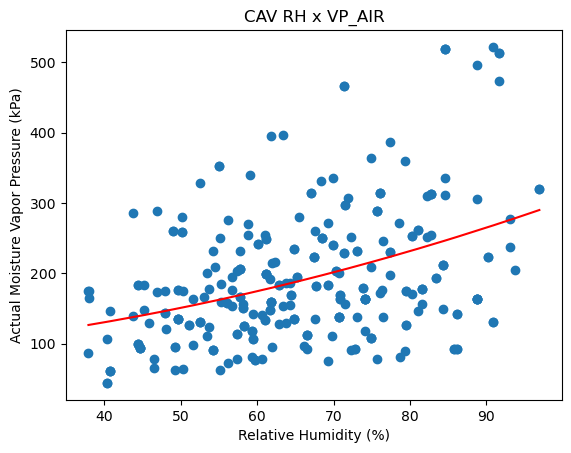 CAV RH x VP_AIR
Actual Moisture Vapor Pressure (kPa)
500
400
300
200
100
40 50 60 70 80 90
Relative Humidity (%)